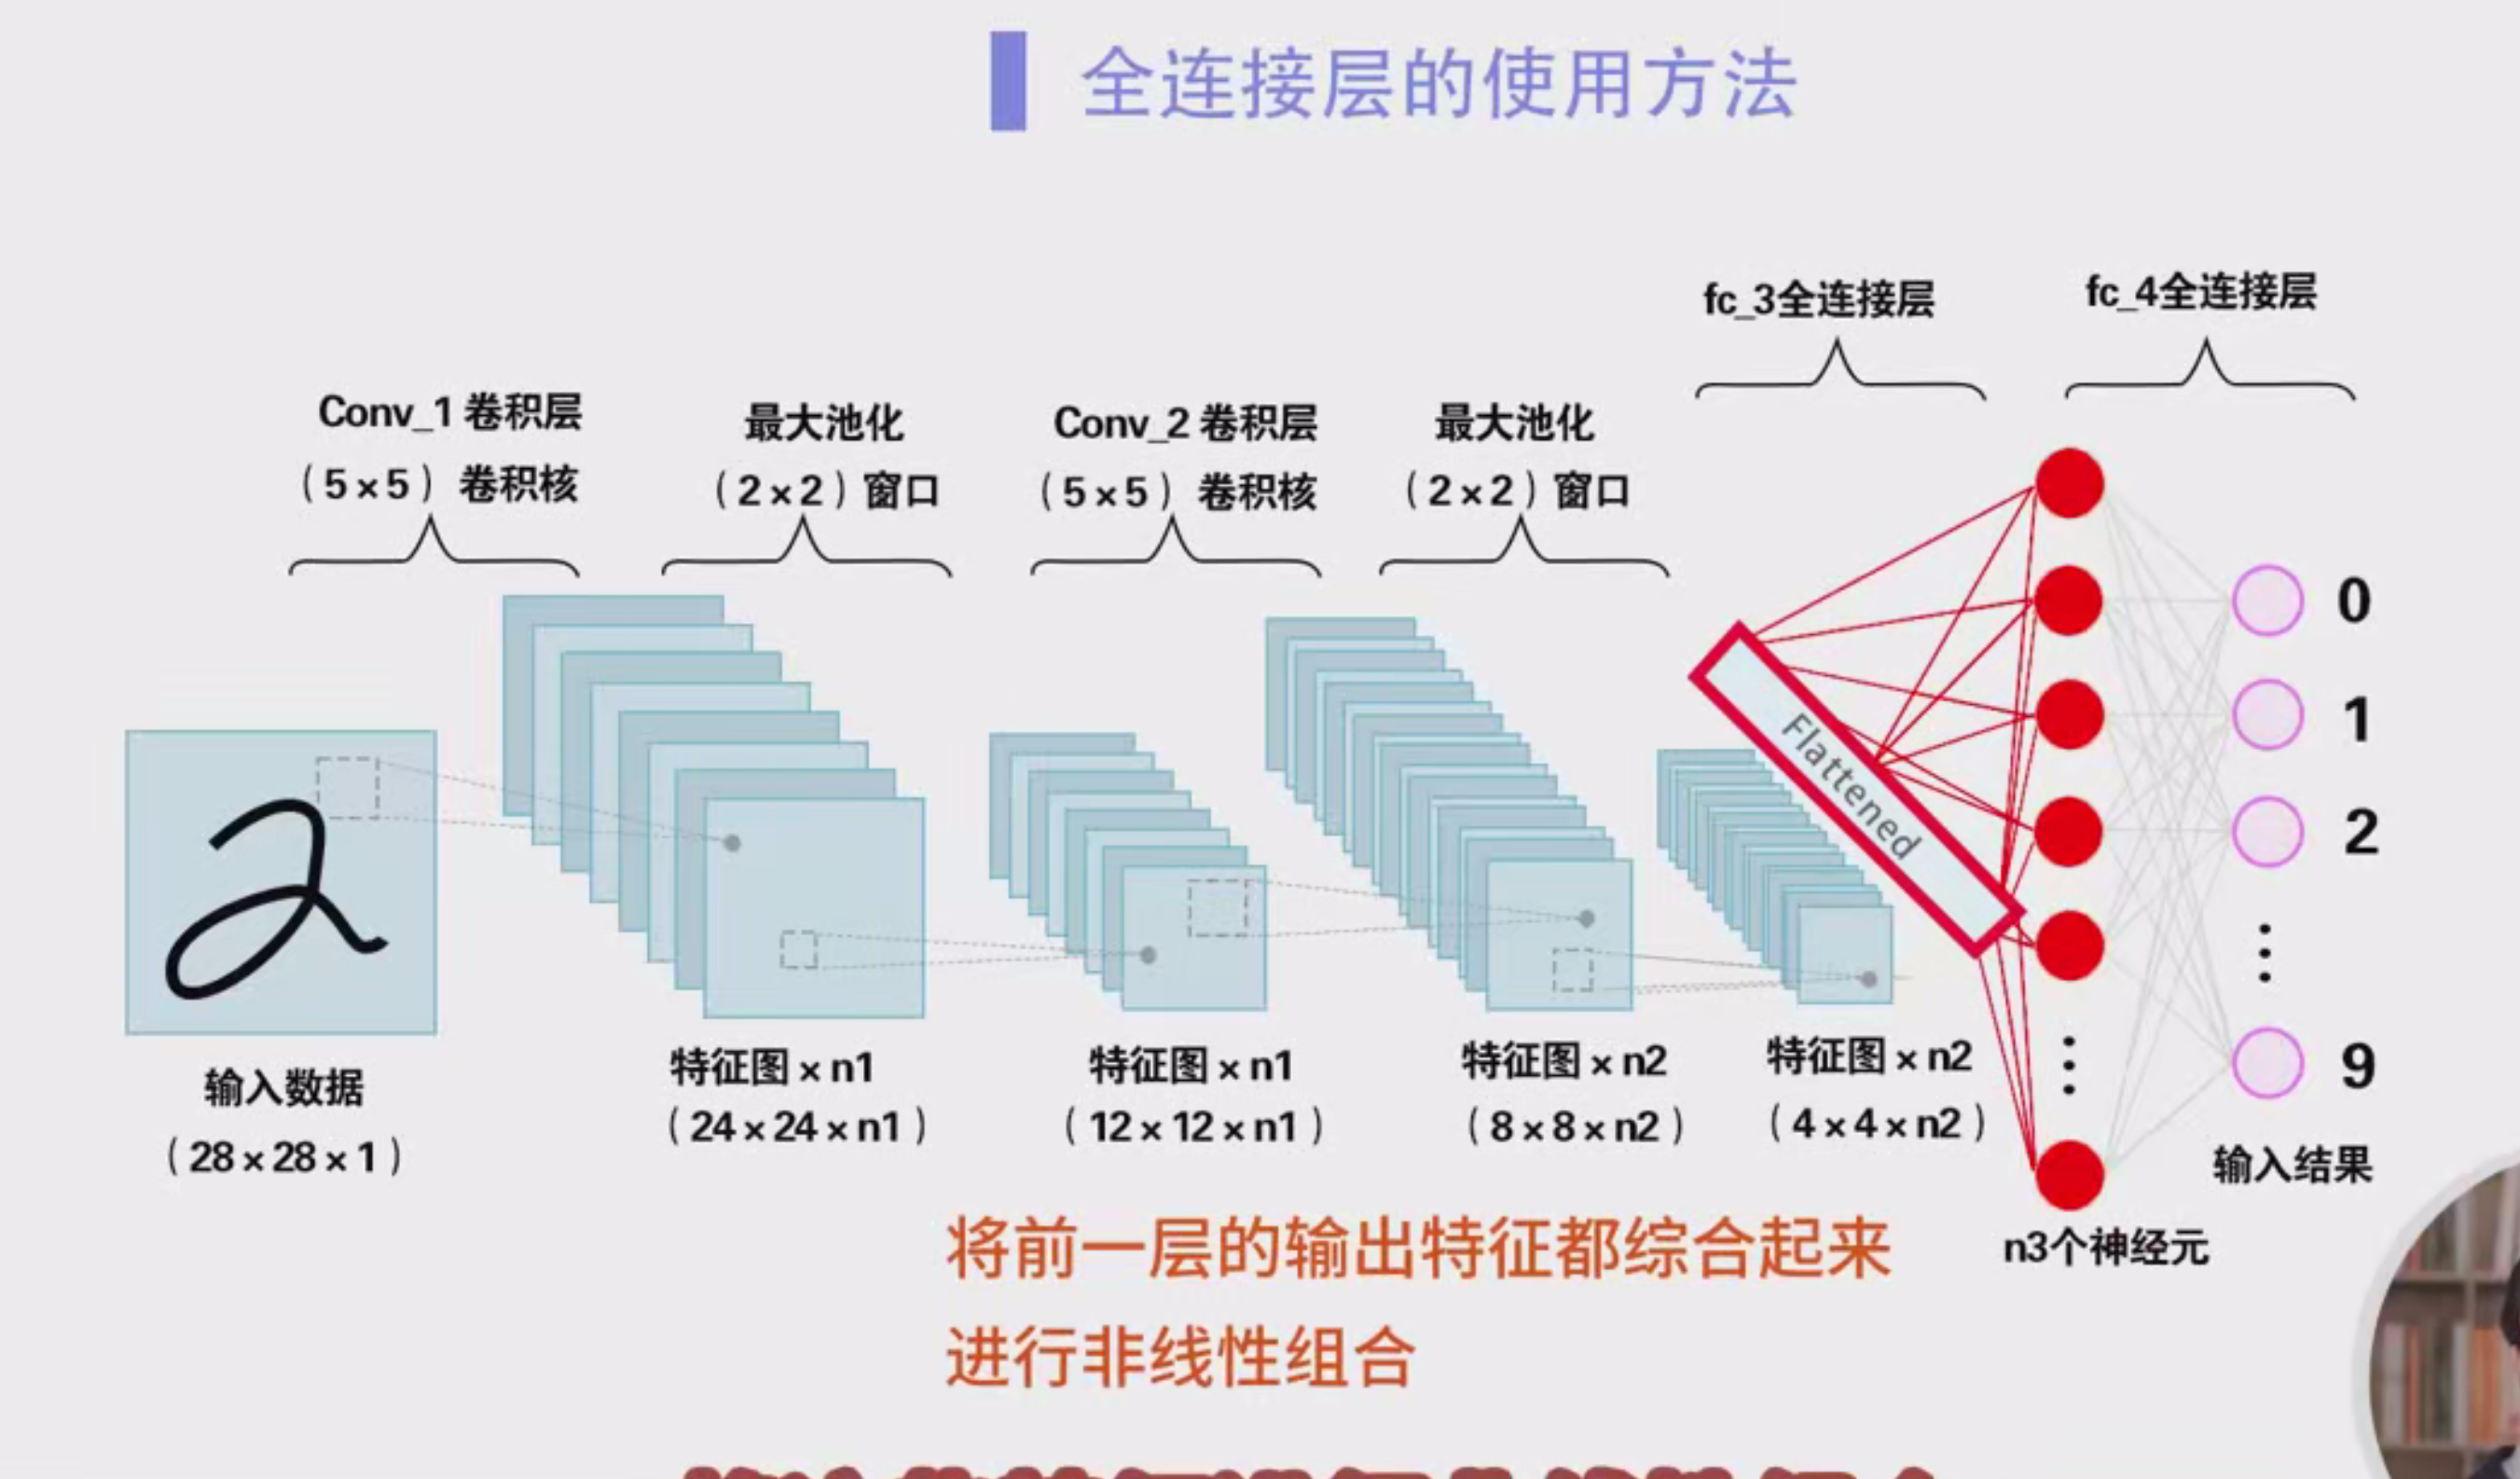 全连接层的使用方法
fc_3全连接层
fc_4全连接层
Conv_1 卷积层
（5×5）卷积核
最大池化
（2×2）窗口
Conv_2 卷积层
（5×5）卷积核
最大池化
（2×2）窗口
Flattened
0
1
2
9
输入数据
（28×28×1）
特征图×n1
（24×24×n1）
特征图×n1
（12×12×n1）
特征图×n2
（8×8×n2）
特征图×n2
（4×4×n2）
输入结果
n3个神经元
将前一层的输出特征都综合起来
进行非线性组合